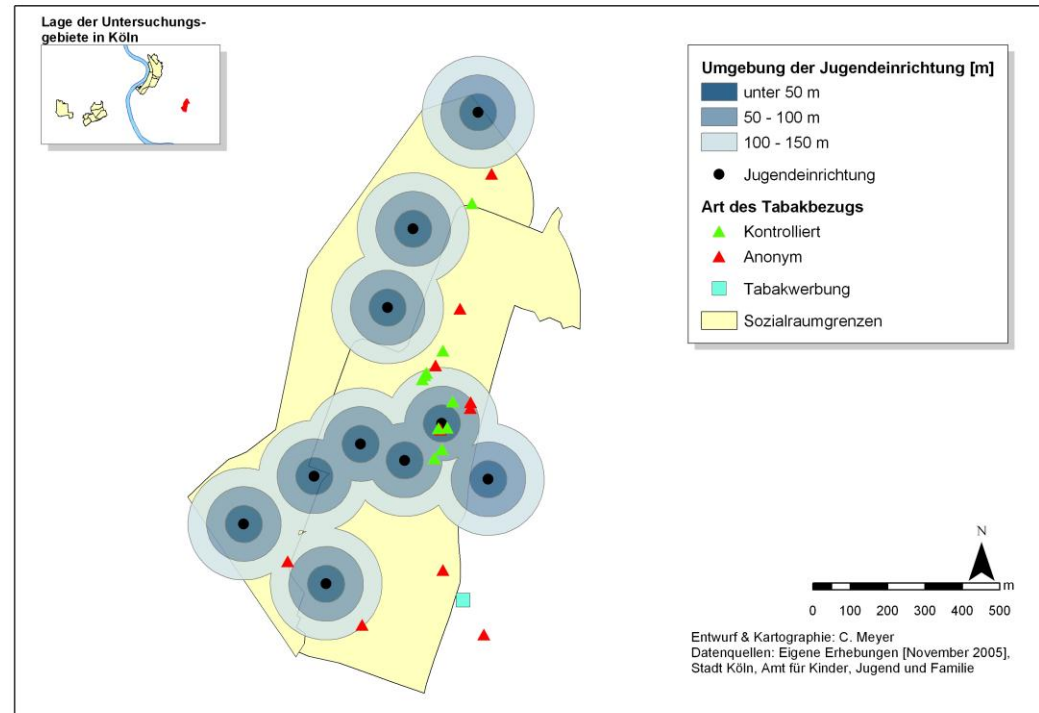 Lage der Untersuchungs-
gebiete in Köln
Umgebung der Jugendeinrichtung [m]
unter 50 m
50 - 100 m
100 - 150 m
Jugendeinrichtung
Art des Tabakbezugs
Kontrolliert
Anonym
Tabakwerbung
Sozialraumgrenzen
N
m
0 100 200 300 400 500
Entwurf & Kartographie: C. Meyer
Datenquellen: Eigene Erhebungen [November 2005],
Stadt Köln, Amt für Kinder, Jugend und Familie